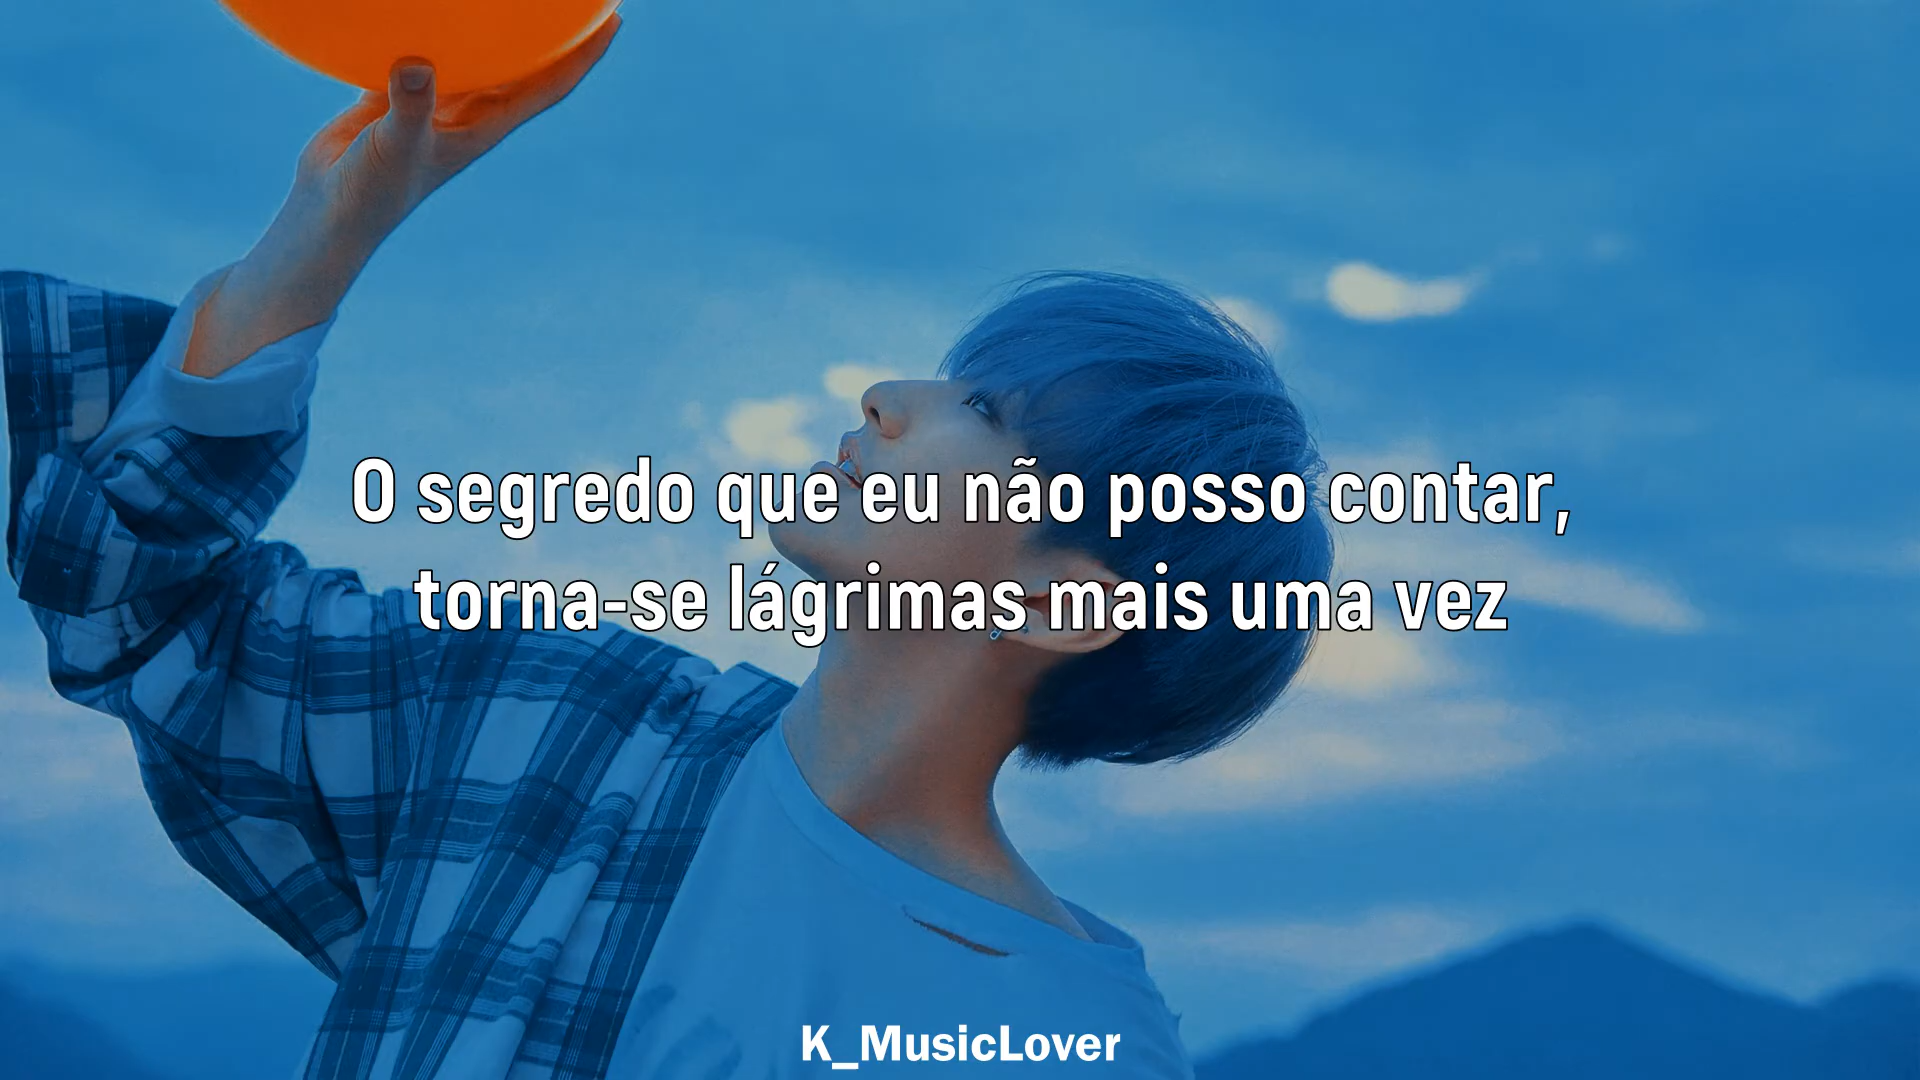 O segredo que eu não posso contar,
torna-se lágrimas mais uma vez
K_MusicLover